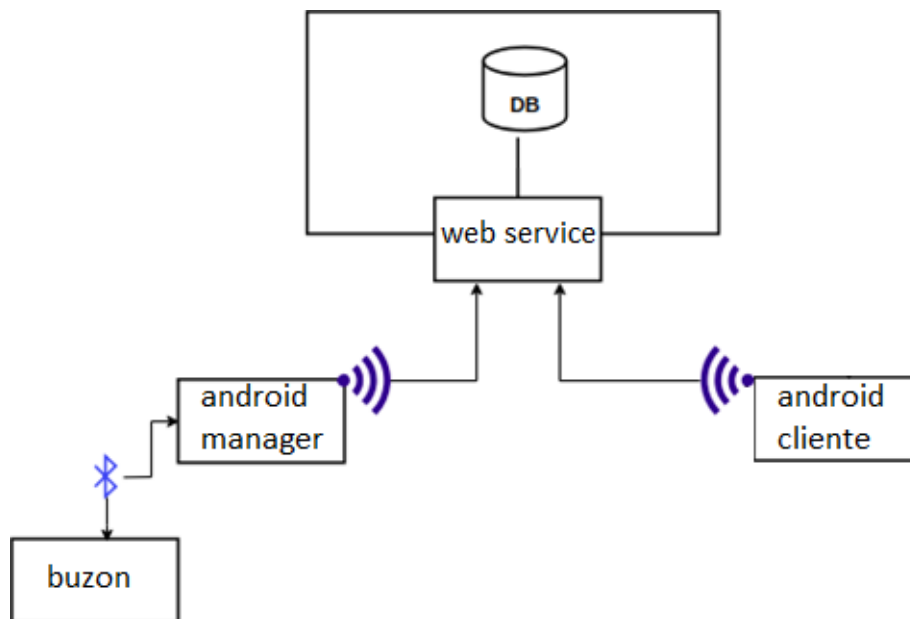 DB
web service
android
manager
android
cliente
buzon